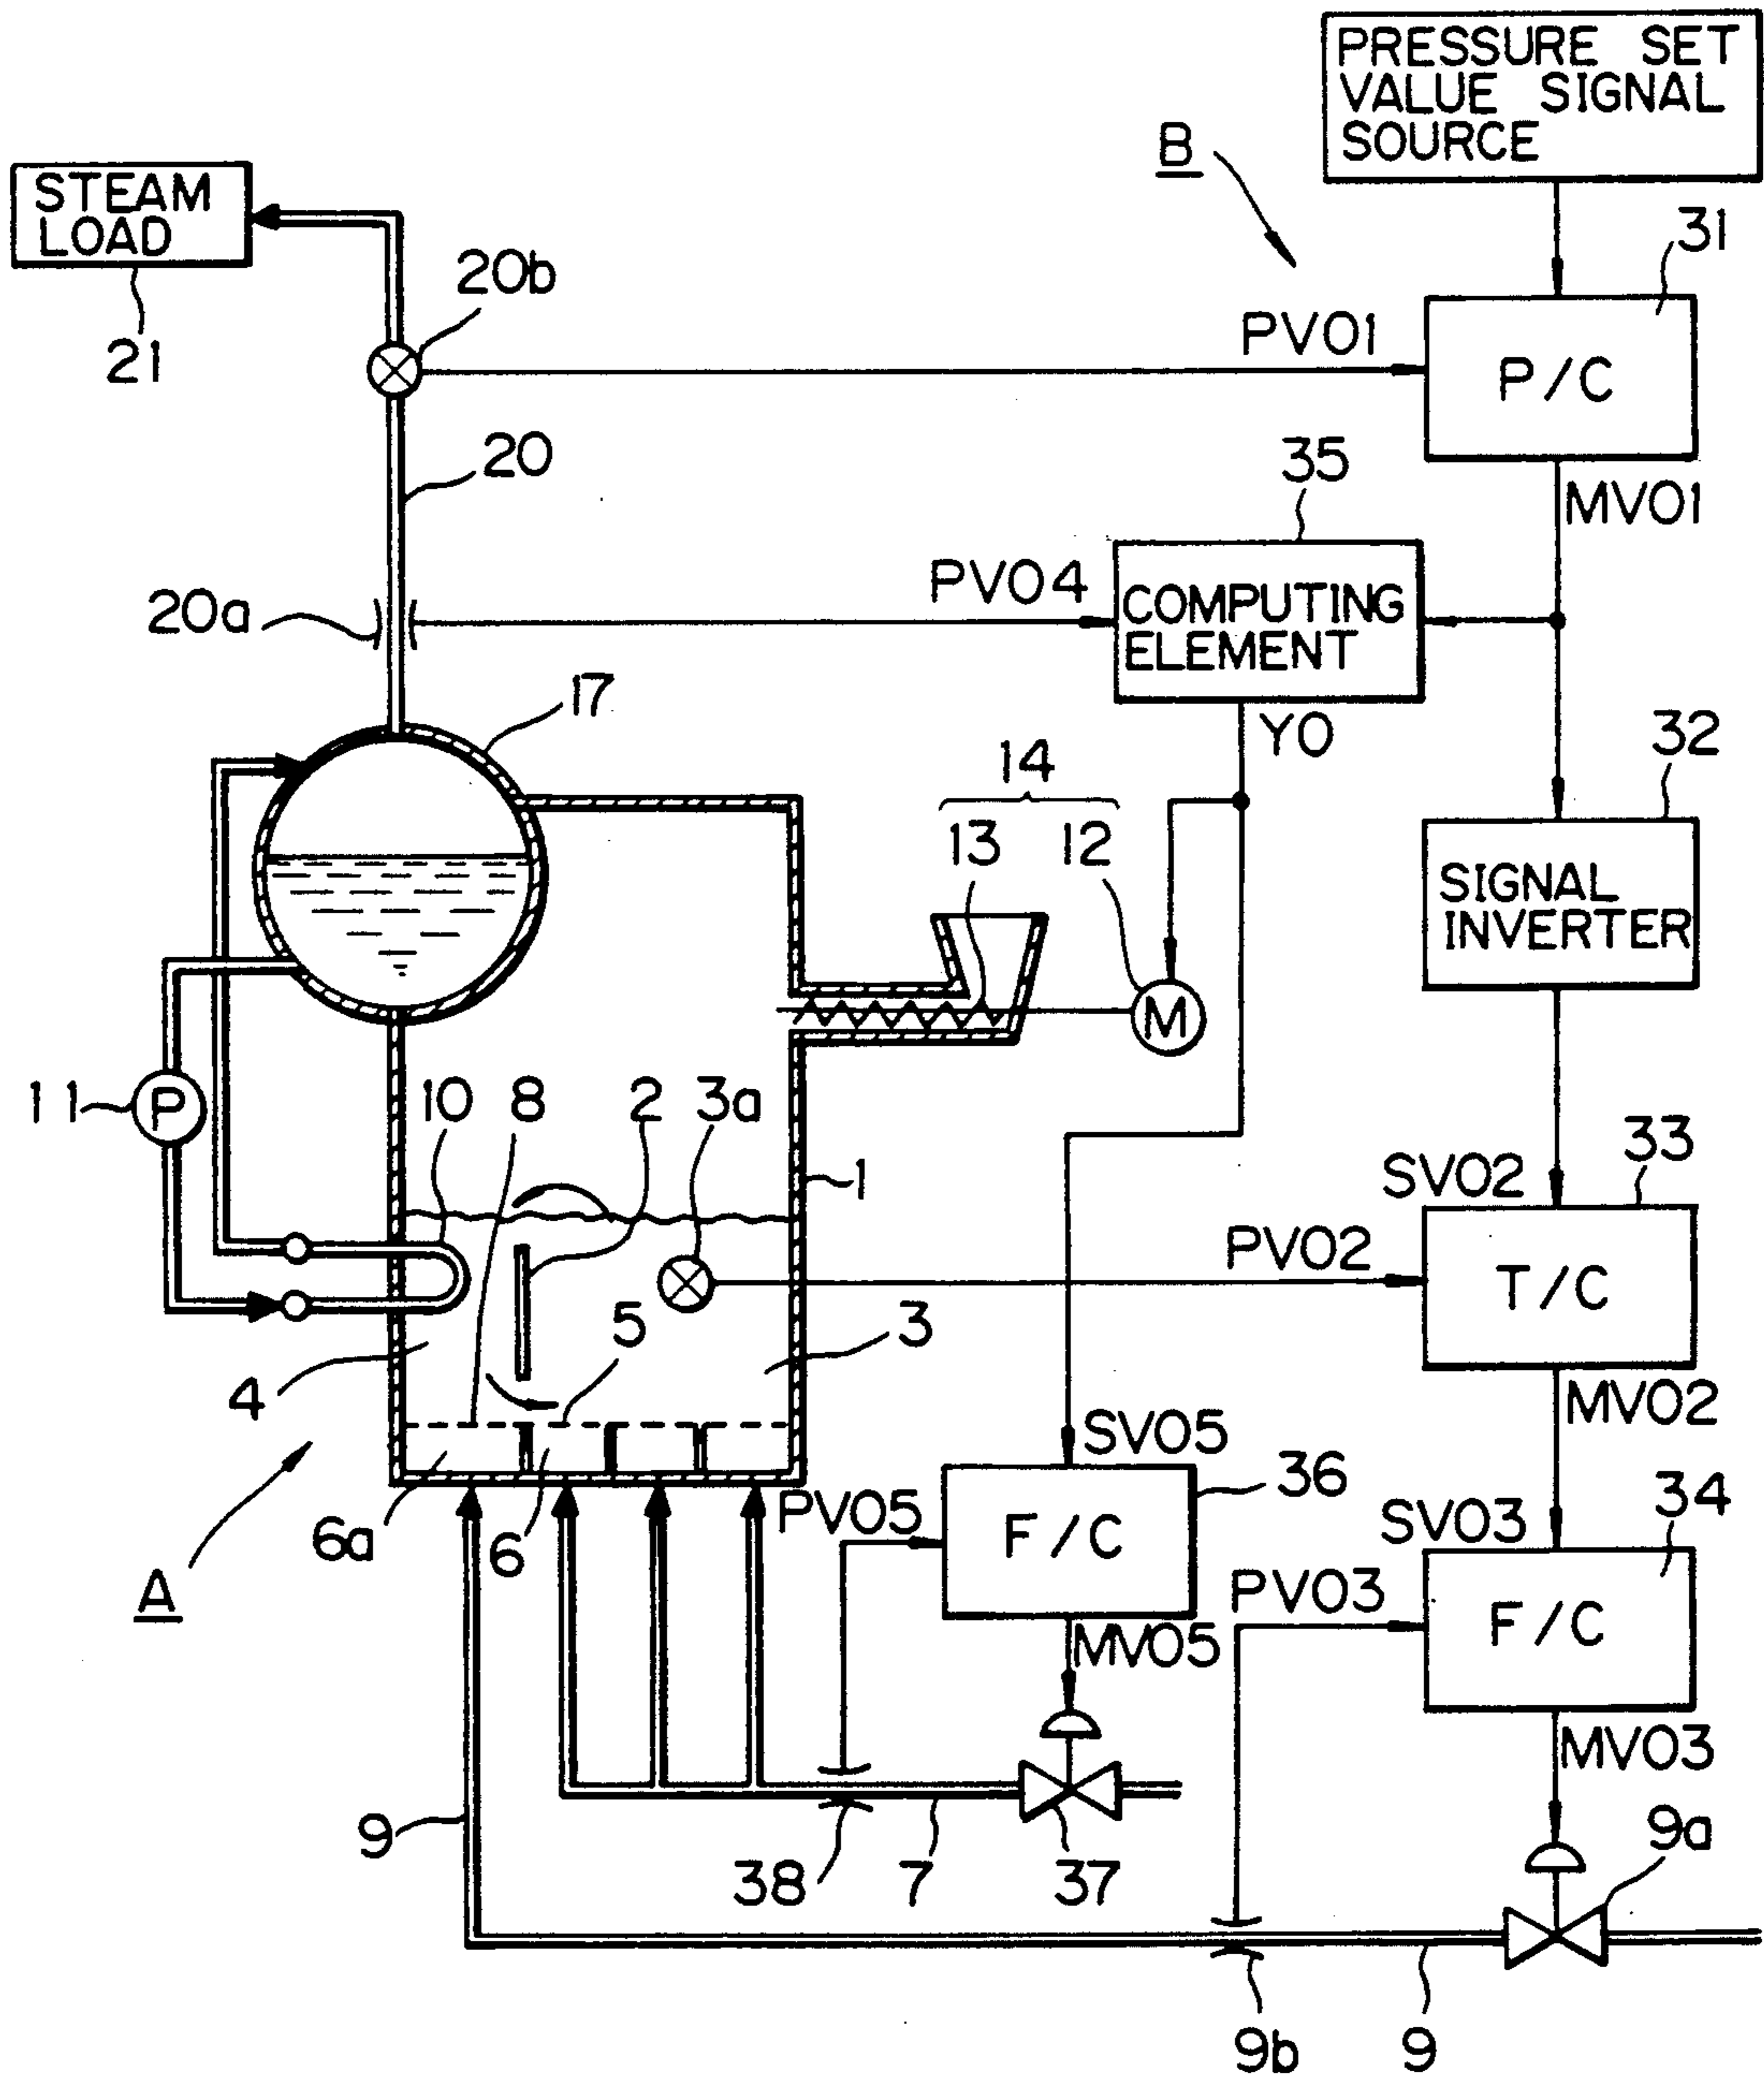 PRESSURE SET
VALUE SIGNAL
SOURCE
B
STEAM
LOAD
31
20b
21
PV01
P/C
20
35
MV01
PV04
COMPUTING
ELEMENT
20a
17
Y0
32
14
13
12
SIGNAL
INVERTER
M
11
P
10
8
2
3a
1
33
SV02
PV02
T/C
5
3
4
MV02
SV05
36
34
PV05
SV03
6a
6
F/C
A
PV03
F/C
MV05
MV03
9
9a
38
7
37
9b
9